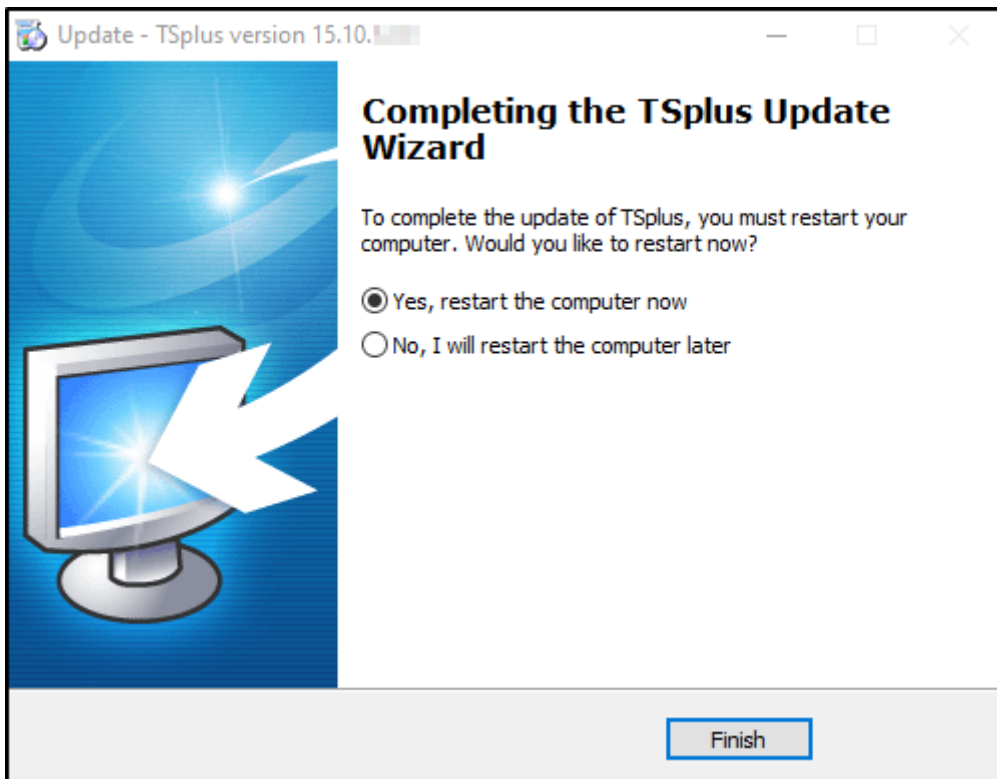 Update - TSplus version 15.10.
Completing the TSplus Update
Wizard
To complete the update of TSplus, you must restart your
computer. Would you like to restart now?
Yes, restart the computer now
No, I will restart the computer later
Finish